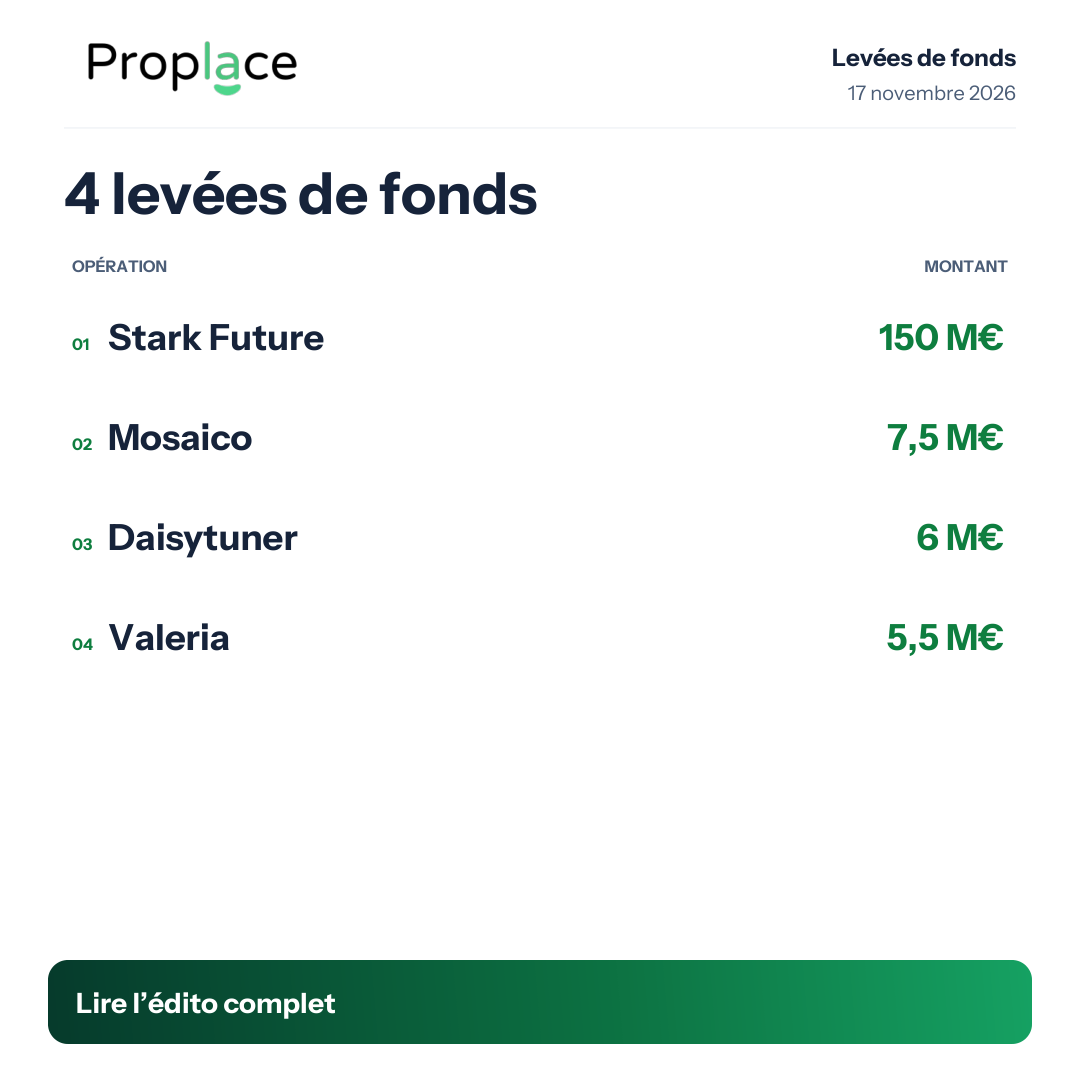 Proplace
Levées de fonds
17 novembre 2026
4 levées de fonds
OPÉRATION MONTANT
01 Stark Future 150 M€
02 Mosaico 7,5 M€
03 Daisytuner 6 M€
04 Valeria 5,5 M€
Lire l’édito complet